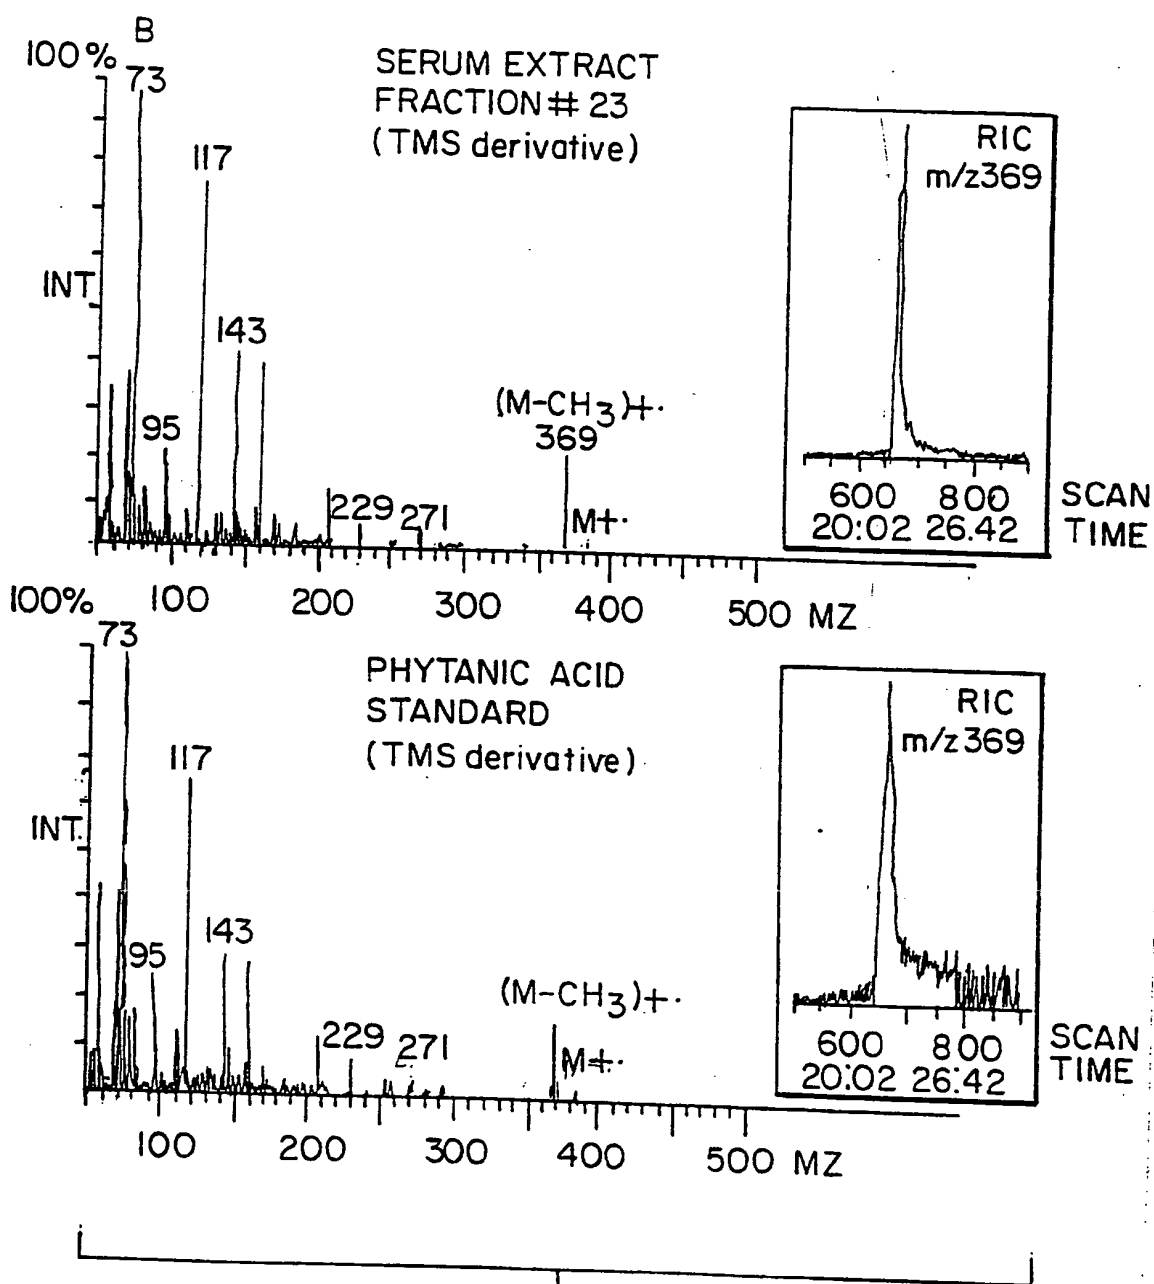 B
100%
73
SERUM EXTRACT
FRACTION # 23
(TMS derivative)
117
INT.
143
95
(M-CH3)+·
369
229
271
M+·
RIC
m/z369
600 800
20:02 26.42
SCAN
TIME
100 200 300 400 500 MZ
100%
73
PHYTANIC ACID
STANDARD
(TMS derivative)
117
INT.
143
95
(M-CH3)+·
229
271
M+·
RIC
m/z369
600 800
20:02 26:42
SCAN
TIME
100 200 300 400 500 MZ